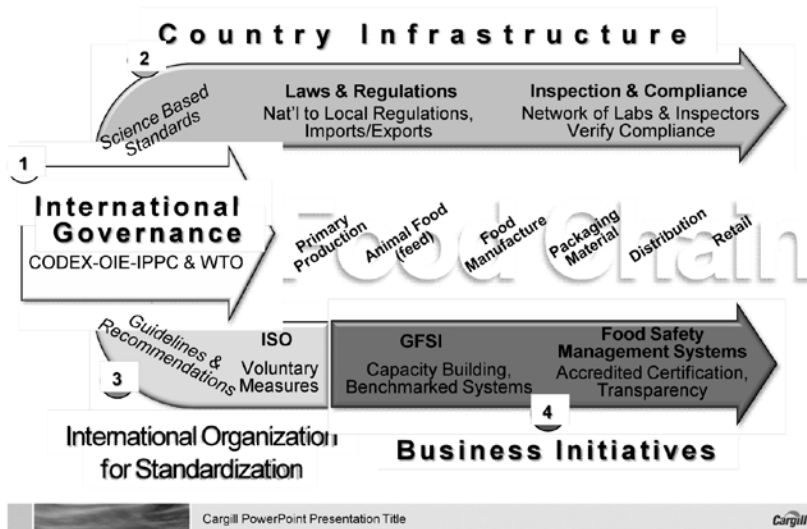 Country Infrastructure
2
Science Based
Standards
Laws & Regulations
Nat'l to Local Regulations,
Imports/Exports
Inspection & Compliance
Network of Labs & Inspectors
Verify Compliance
1
International
Governance
CODEX-OIE-IPPC & WTO
Food Chain
Primary
Production
Animal Food
(feed)
Food
Manufacture
Packaging
Material
Distribution
Retail
Guidelines &
Recommendations
3
ISO
Voluntary
Measures
GFSI
Capacity Building,
Benchmarked Systems
Food Safety
Management Systems
Accredited Certification,
Transparency
4
International Organization
for Standardization
Business Initiatives
Cargill PowerPoint Presentation Title
Cargill